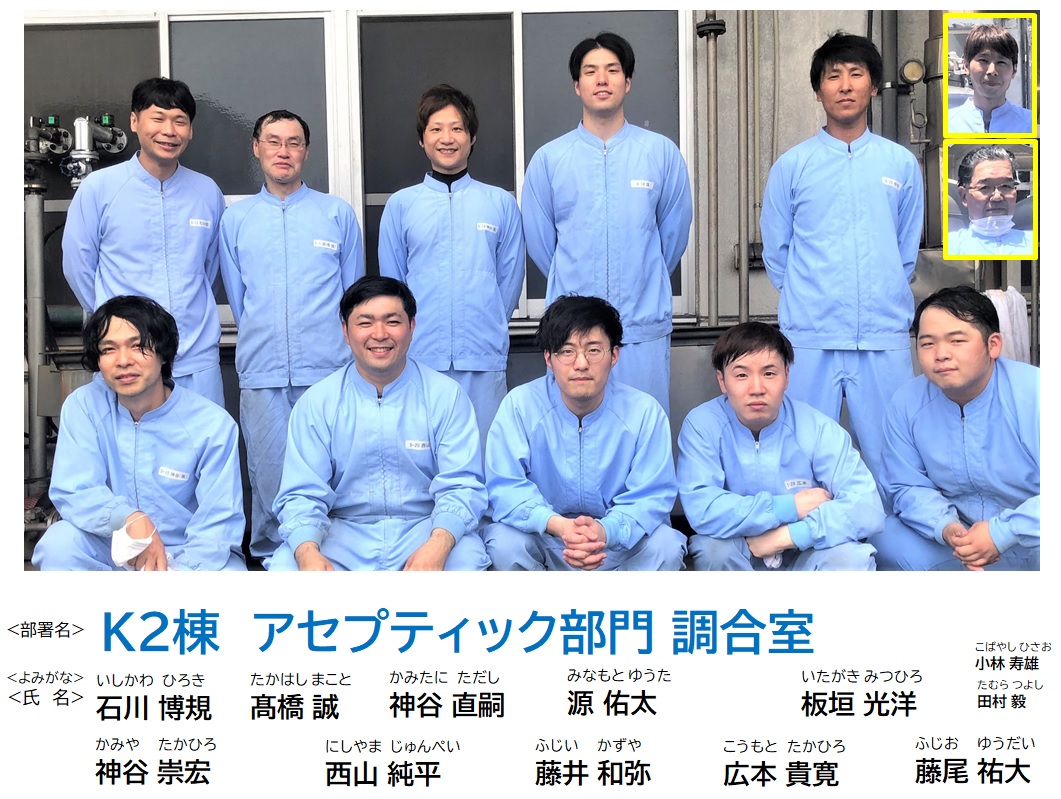 <部署名> K2棟 アセプティック部門 調合室
こばやし ひさお
小林 寿雄
たむら つよし
田村 毅
<よみがな> いしかわ ひろき たかはし まこと かみたに ただし みなもと ゆうた いたがき みつひろ
<氏 名> 石川 博規 髙橋 誠 神谷 直嗣 源 佑太 板垣 光洋
かみや たかひろ にしやま じゅんぺい ふじい かずや こうもと たかひろ ふじお ゆうだい
神谷 崇宏 西山 純平 藤井 和弥 広本 貴寛 藤尾 祐大